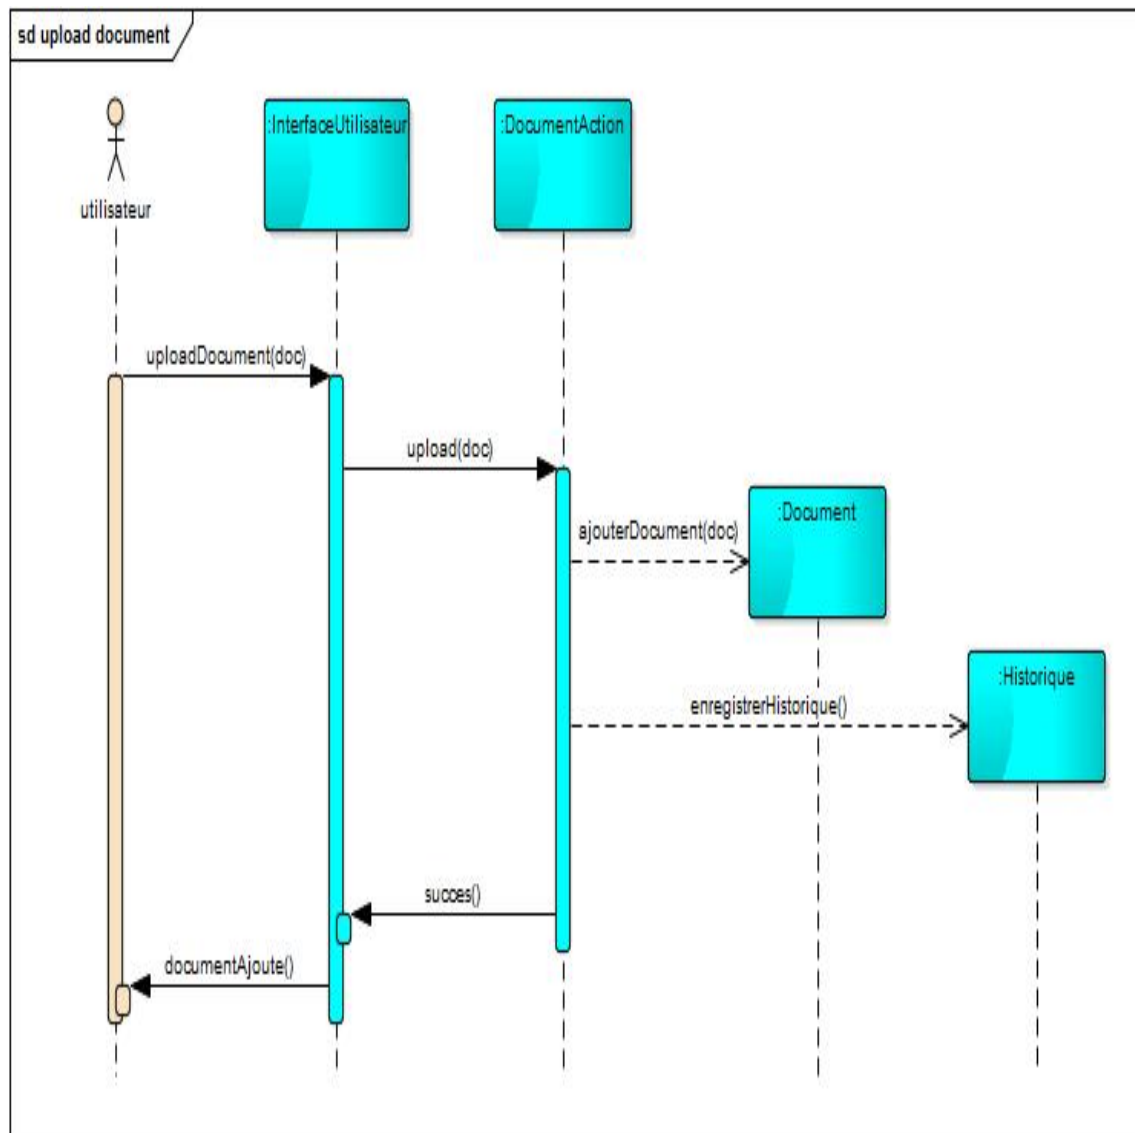 sd upload document
utilisateur
:InterfaceUtilisateur
:DocumentAction
uploadDocument(doc)
upload(doc)
:Document
ajouterDocument(doc)
:Historique
enregistrerHistorique()
succes()
documentAjoute()